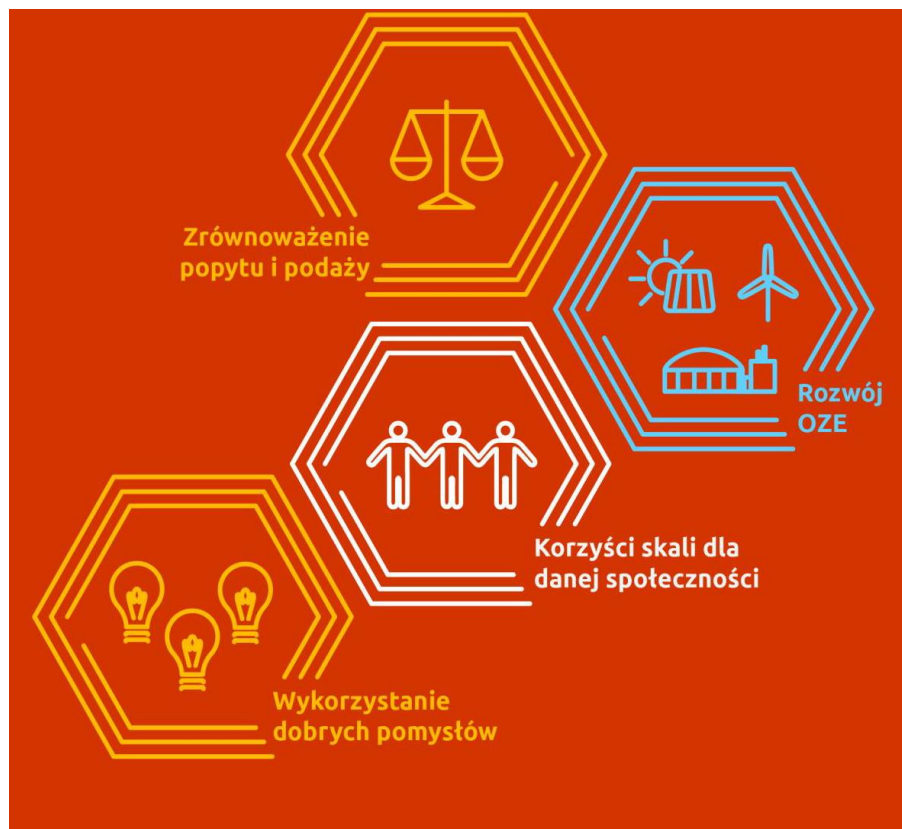 Zrównoważenie
popytu i podaży
Rozwój
OZE
Korzyści skali dla
danej społeczności
Wykorzystanie
dobrych pomysłów